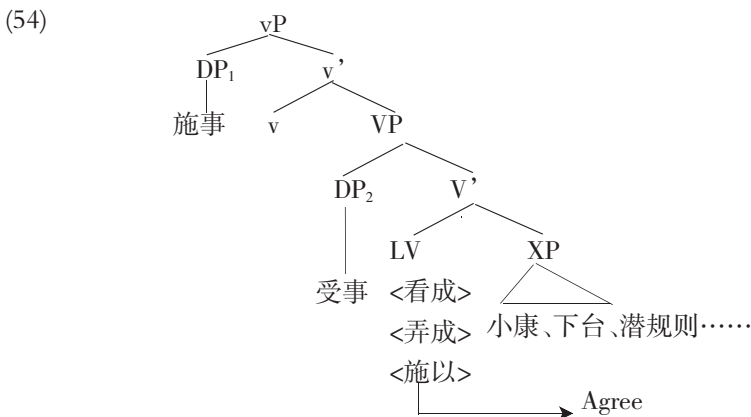 (54)
vP
DP₁ v’
施事 v VP
DP₂ V’
LV XP
受事 <看成> 小康、下台、潜规则……
<弄成>
<施以>
Agree